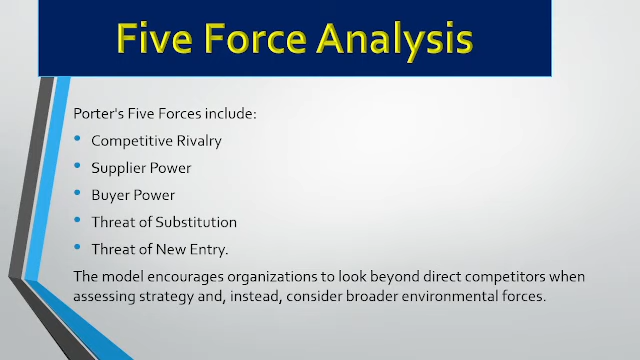 Five Force Analysis
Porter's Five Forces include:
• Competitive Rivalry
• Supplier Power
• Buyer Power
• Threat of Substitution
• Threat of New Entry.
The model encourages organizations to look beyond direct competitors when
assessing strategy and, instead, consider broader environmental forces.